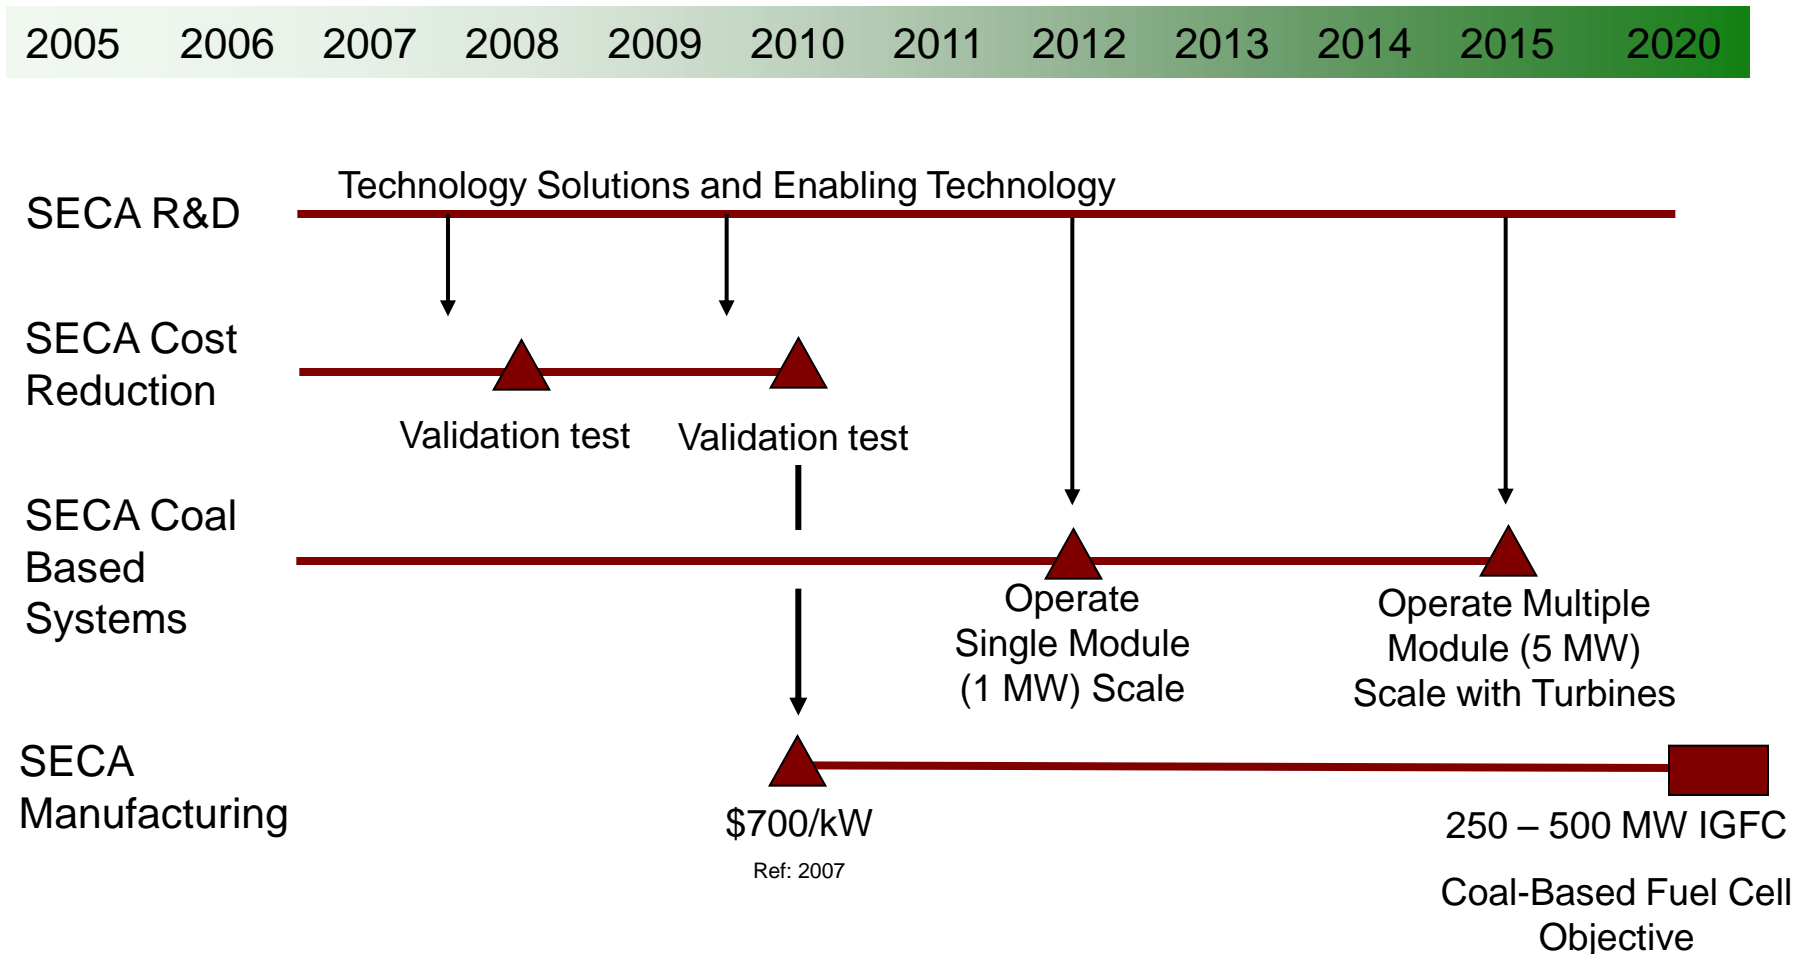 2005 2006 2007 2008 2009 2010 2011 2012 2013 2014 2015 2020
Technology Solutions and Enabling Technology
SECA R&D
SECA Cost
Reduction
Validation test
Validation test
SECA Coal
Based
Systems
Operate
Single Module
(1 MW) Scale
Operate Multiple
Module (5 MW)
Scale with Turbines
SECA
Manufacturing
$700/kW
Ref: 2007
250 – 500 MW IGFC
Coal-Based Fuel Cell
Objective